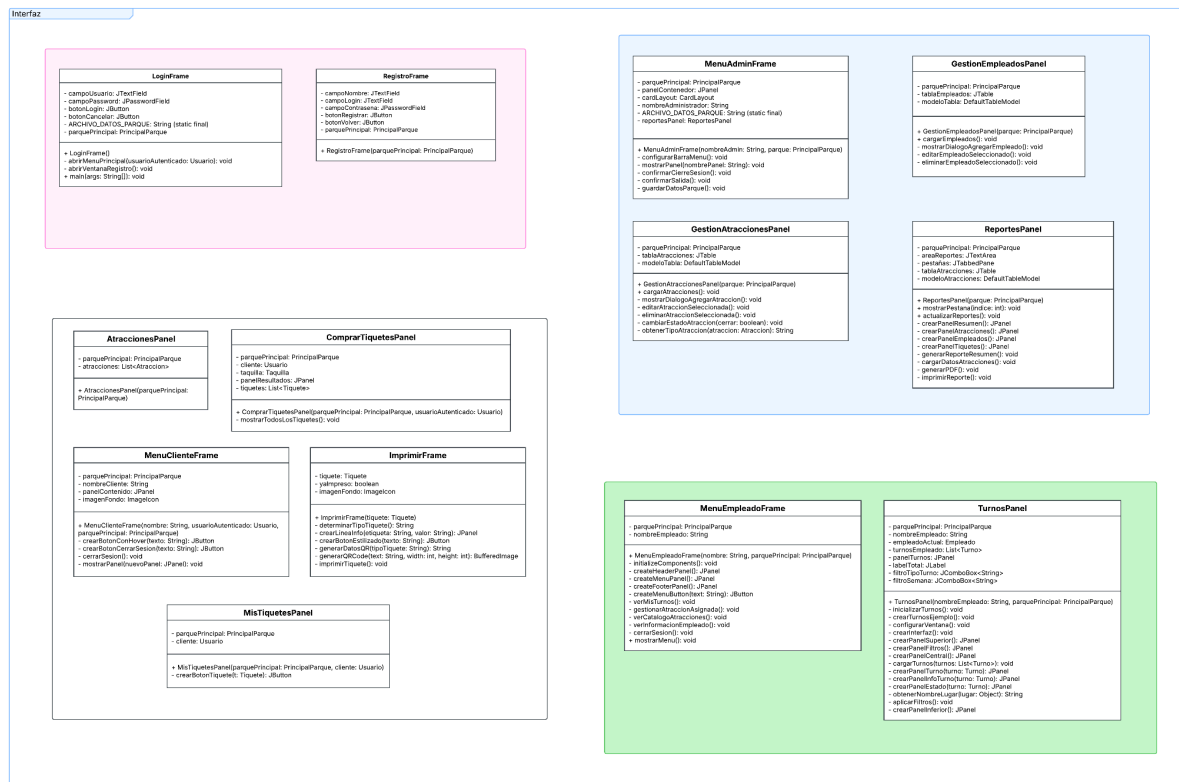 Interfaz
LoginFrame
- campoUsuario: JTextField
- campoPassword: JPasswordField
- botonLogin: JButton
- botonCancelar: JButton
- ARCHIVO_DATOS_PARQUE: String (static final)
- parquePrincipal: PrincipalParque
+ LoginFrame()
- abrirMenuPrincipal(usuarioAutenticado: Usuario): void
- abrirVentanaRegistro(): void
+ main(args: String[]): void
RegistroFrame
- campoNombre: JTextField
- campoLogin: JTextField
- campoContrasena: JPasswordField
- botonRegistrar: JButton
- botonVolver: JButton
- parquePrincipal: PrincipalParque
+ RegistroFrame(parquePrincipal: PrincipalParque)
MenuAdminFrame
- parquePrincipal: PrincipalParque
- panelContenedor: JPanel
- cardLayout: CardLayout
- nombreAdministrador: String
- ARCHIVO_DATOS_PARQUE: String (static final)
- reportesPanel: ReportesPanel
+ MenuAdminFrame(nombreAdmin: String, parque: PrincipalParque)
- configurarBarraMenu(): void
- mostrarPanel(nombrePanel: String): void
- confirmarCierreSesion(): void
- confirmarSalida(): void
- guardarDatosParque(): void
GestionEmpleadosPanel
- parquePrincipal: PrincipalParque
- tablaEmpleados: JTable
- modeloTabla: DefaultTableModel
+ GestionEmpleadosPanel(parque: PrincipalParque)
+ cargarEmpleados(): void
- mostrarDialogoAgregarEmpleado(): void
- editarEmpleadoSeleccionado(): void
- eliminarEmpleadoSeleccionado(): void
GestionAtraccionesPanel
- parquePrincipal: PrincipalParque
- tablaAtracciones: JTable
- modeloTabla: DefaultTableModel
+ GestionAtraccionesPanel(parque: PrincipalParque)
+ cargarAtracciones(): void
- mostrarDialogoAgregarAtraccion(): void
- editarAtraccionSeleccionada(): void
- eliminarAtraccionSeleccionada(): void
- cambiarEstadoAtraccion(cerrar: boolean): void
- obtenerTipoAtraccion(atraccion: Atraccion): String
ReportesPanel
- parquePrincipal: PrincipalParque
- areaReportes: JTextArea
- pestañas: JTabbedPane
- tablaAtracciones: JTable
- modeloAtracciones: DefaultTableModel
+ ReportesPanel(parque: PrincipalParque)
+ mostrarPestana(indice: int): void
+ actualizarReportes(): void
- crearPanelResumen(): JPanel
- crearPanelAtracciones(): JPanel
- crearPanelEmpleados(): JPanel
- crearPanelTiquetes(): JPanel
- generarReporteResumen(): void
- cargarDatosAtracciones(): void
- generarPDF(): void
- imprimirReporte(): void
AtraccionesPanel
- parquePrincipal: PrincipalParque
- atracciones: List<Atraccion>
+ AtraccionesPanel(parquePrincipal:
PrincipalParque)
ComprarTiquetesPanel
- parquePrincipal: PrincipalParque
- cliente: Usuario
- taquilla: Taquilla
- panelResultados: JPanel
- tiquetes: List<Tiquete>
+ ComprarTiquetesPanel(parquePrincipal: PrincipalParque, usuarioAutenticado: Usuario)
- mostrarTodosLosTiquetes(): void
MenuClienteFrame
- parquePrincipal: PrincipalParque
- nombreCliente: String
- panelContenido: JPanel
- imagenFondo: ImageIcon
+ MenuClienteFrame(nombre: String, usuarioAutenticado: Usuario,
parquePrincipal: PrincipalParque)
- crearBotonConHover(texto: String): JButton
- crearBotonCerrarSesion(texto: String): JButton
- cerrarSesion(): void
- mostrarPanel(nuevoPanel: JPanel): void
ImprimirFrame
- tiquete: Tiquete
- yaImpreso: boolean
- imagenFondo: ImageIcon
+ ImprimirFrame(tiquete: Tiquete)
- determinarTipoTiquete(): String
- crearLineaInfo(etiqueta: String, valor: String): JPanel
- crearBotonEstilizado(texto: String): JButton
- generarDatosQR(tipoTiquete: String): String
- generarQRCode(text: String, width: int, height: int): BufferedImage
- imprimirTiquete(): void
MisTiquetesPanel
- parquePrincipal: PrincipalParque
- cliente: Usuario
+ MisTiquetesPanel(parquePrincipal: PrincipalParque, cliente: Usuario)
- crearBotonTiquete(t: Tiquete): JButton
MenuEmpleadoFrame
- parquePrincipal: PrincipalParque
- nombreEmpleado: String
+ MenuEmpleadoFrame(nombre: String, parquePrincipal: PrincipalParque)
- initializeComponents(): void
- createHeaderPanel(): JPanel
- createMenuPanel(): JPanel
- createFooterPanel(): JPanel
- createMenuButton(text: String): JButton
- verMisTurnos(): void
- gestionarAtraccionAsignada(): void
- verCatalogoAtracciones(): void
- verInformacionEmpleado(): void
- cerrarSesion(): void
+ mostrarMenu(): void
TurnosPanel
- parquePrincipal: PrincipalParque
- nombreEmpleado: String
- empleadoActual: Empleado
- turnosEmpleado: List<Turno>
- panelTurnos: JPanel
- labelTotal: JLabel
- filtroTipoTurno: JComboBox<String>
- filtroSemana: JComboBox<String>
+ TurnosPanel(nombreEmpleado: String, parquePrincipal: PrincipalParque)
- inicializarTurnos(): void
- crearTurnosEjemplo(): void
- configurarVentana(): void
- crearInterfaz(): void
- crearPanelSuperior(): JPanel
- crearPanelFiltros(): JPanel
- crearPanelCentral(): JPanel
- cargarTurnos(turnos: List<Turno>): void
- crearPanelTurno(turno: Turno): JPanel
- crearPanelInfoTurno(turno: Turno): JPanel
- crearPanelEstado(turno: Turno): JPanel
- obtenerNombreLugar(lugar: Object): String
- aplicarFiltros(): void
- crearPanelInferior(): JPanel